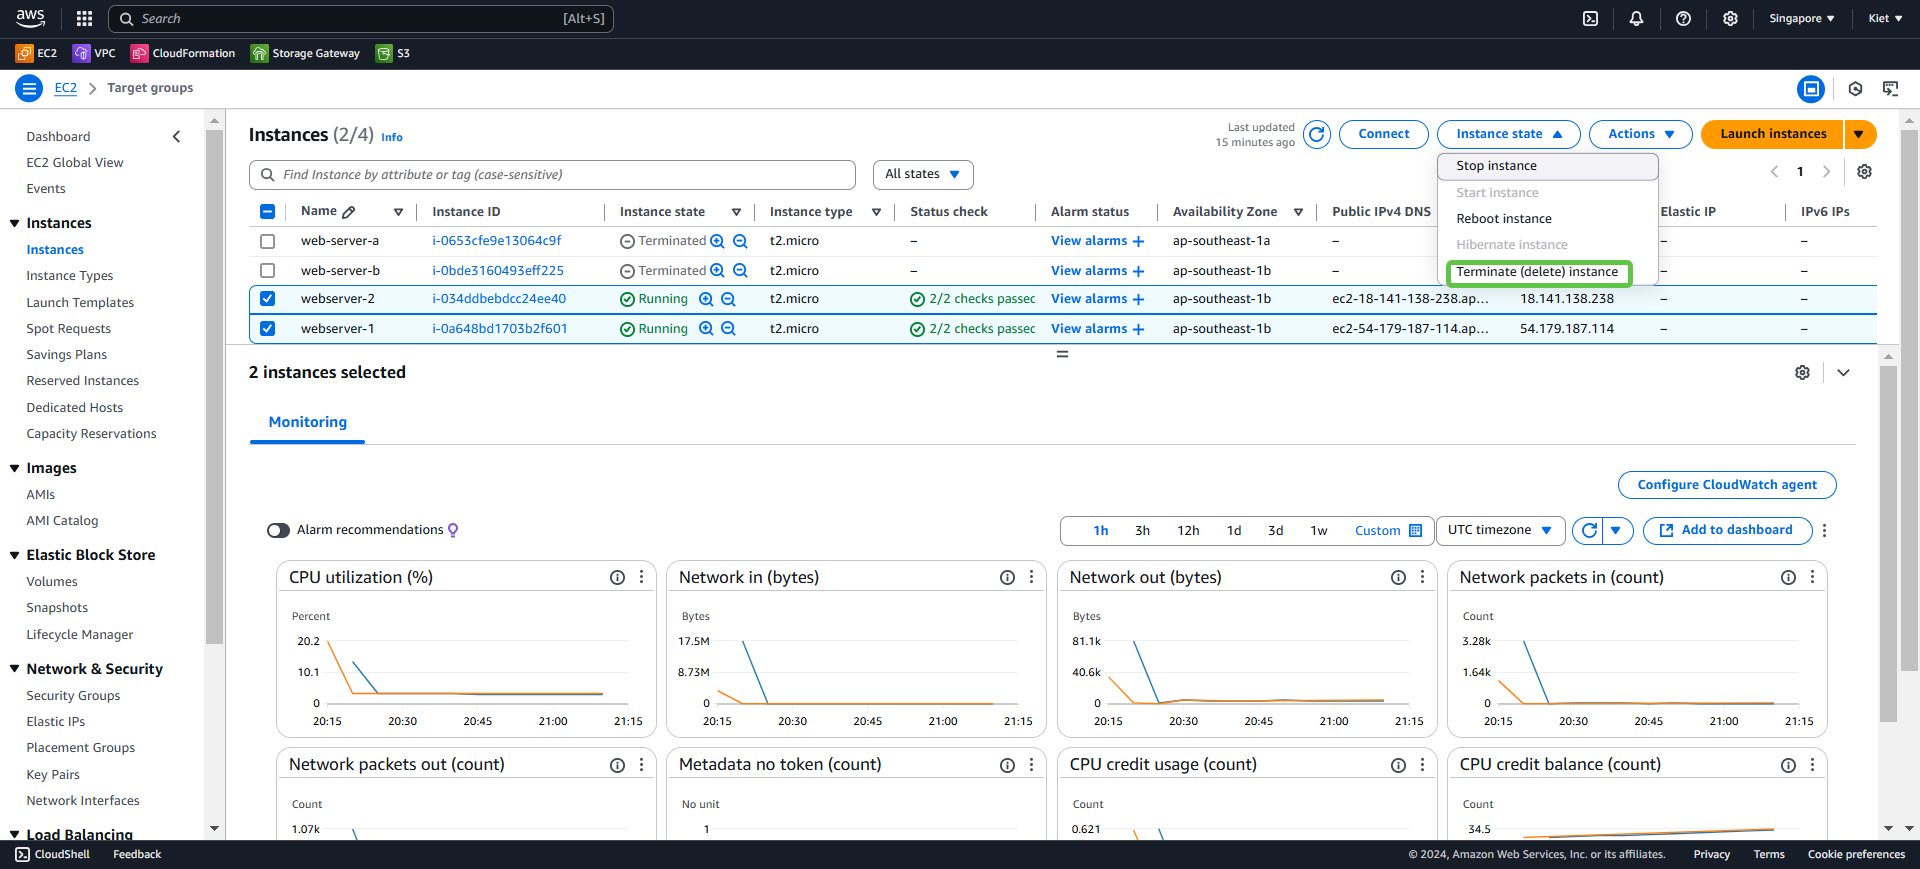 aws Search [Alt+S] Singapore Kiet
EC2 VPC CloudFormation Storage Gateway S3
EC2 Target groups
Dashboard
EC2 Global View
Events
Instances
Instances
Instance Types
Launch Templates
Spot Requests
Savings Plans
Reserved Instances
Dedicated Hosts
Capacity Reservations
Images
AMIs
AMI Catalog
Elastic Block Store
Volumes
Snapshots
Lifecycle Manager
Network & Security
Security Groups
Elastic IPs
Placement Groups
Key Pairs
Network Interfaces
Load Balancing
Instances (2/4) Info
Last updated
15 minutes ago
Connect Instance state Actions Launch instances
Find Instance by attribute or tag (case-sensitive) All states
1
Stop instance
Start instance
Reboot instance
Hibernate instance
Terminate (delete) instance
Name Instance ID Instance state Instance type Status check Alarm status Availability Zone Public IPv4 DNS Elastic IP IPv6 IPs
web-server-a i-0653cfe9e13064c9f Terminated t2.micro – View alarms + ap-southeast-1a – – –
web-server-b i-0bde3160493eff225 Terminated t2.micro – View alarms + ap-southeast-1b – – –
webserver-2 i-034ddbebdcc24ee40 Running t2.micro 2/2 checks passed View alarms + ap-southeast-1b ec2-18-141-138-238.ap... 18.141.138.238 – –
webserver-1 i-0a648bd1703b2f601 Running t2.micro 2/2 checks passed View alarms + ap-southeast-1b ec2-54-179-187-114.ap... 54.179.187.114 – –
2 instances selected
Monitoring
Configure CloudWatch agent
Alarm recommendations
1h 3h 12h 1d 3d 1w Custom UTC timezone Add to dashboard
CPU utilization (%)
Percent
20.2
10.1
0
20:15 20:30 20:45 21:00 21:15
Network in (bytes)
Bytes
17.5M
8.73M
0
20:15 20:30 20:45 21:00 21:15
Network out (bytes)
Bytes
81.1k
40.6k
0
20:15 20:30 20:45 21:00 21:15
Network packets in (count)
Count
3.28k
1.64k
0
20:15 20:30 20:45 21:00 21:15
Network packets out (count)
Count
1.07k
Metadata no token (count)
No unit
1
CPU credit usage (count)
Count
0.621
CPU credit balance (count)
Count
34.5
CloudShell Feedback © 2024, Amazon Web Services, Inc. or its affiliates. Privacy Terms Cookie preferences